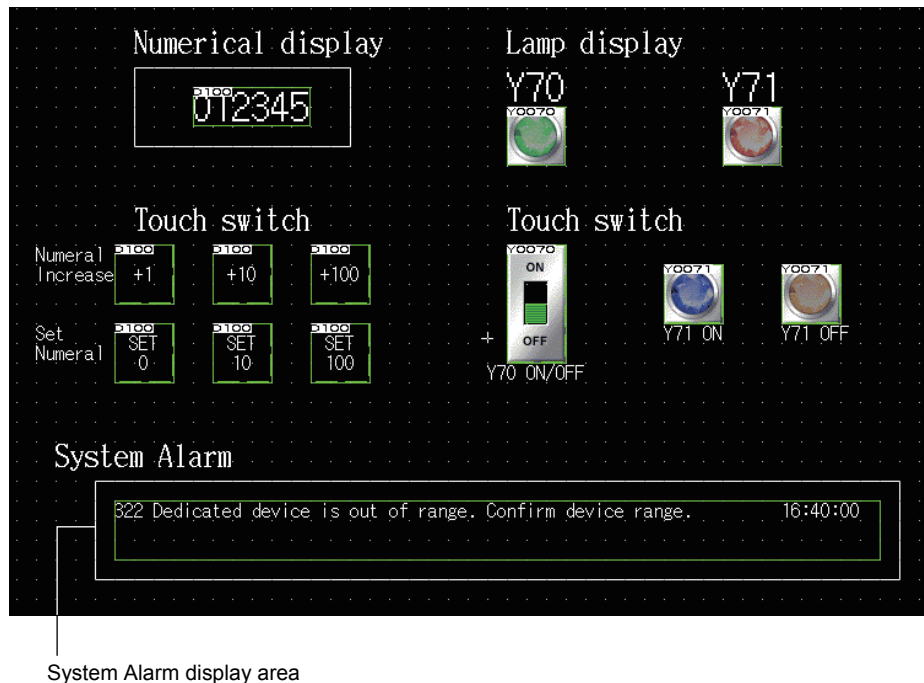 Numerical display
D100
012345
Lamp display
Y70
Y0070
Y71
Y0071
Touch switch
Numeral
Increase
D100
+1
D100
+10
D100
+100
Set
Numeral
D100
SET
0
D100
SET
10
D100
SET
100
Touch switch
Y0070
ON
OFF
Y70 ON/OFF
Y0071
Y71 ON
Y0071
Y71 OFF
System Alarm
322 Dedicated device is out of range. Confirm device range. 16:40:00
System Alarm display area